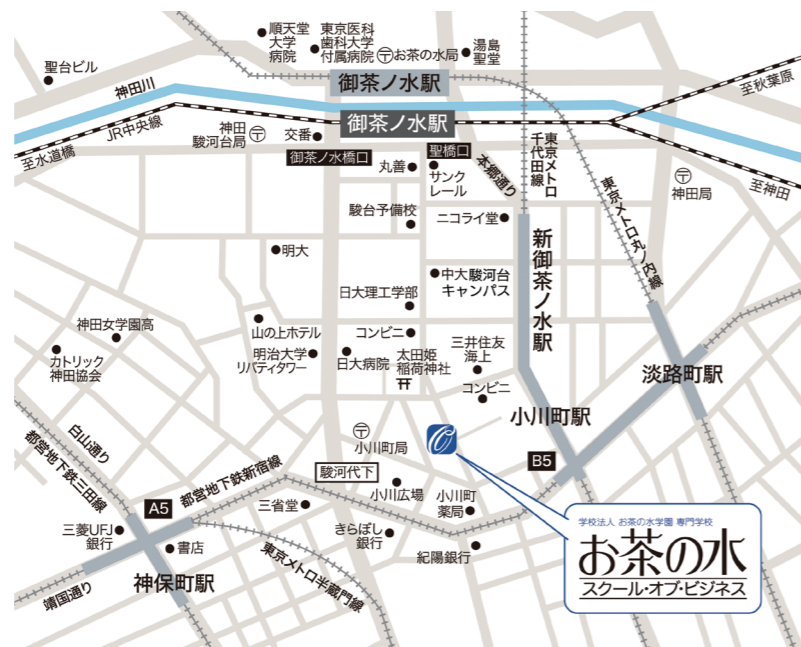 順天堂
大学
病院
東京医科
歯科大学
付属病院
〒お茶の水局
湯島
聖堂
聖台ビル
神田川
御茶ノ水駅
至秋葉原
JR中央線
神田
駿河台局
〒
交番
御茶ノ水駅
至水道橋
御茶ノ水橋口
丸善
聖橋口
サンク
レール
本郷通り
東京メトロ
千代田線
東京メトロ丸ノ内線
〒
神田局
至神田
駿台予備校
ニコライ堂
新御茶ノ水駅
明大
中大駿河台
キャンパス
日大理工学部
神田女学園高
山の上ホテル
コンビニ
カトリック
神田協会
明治大学
リバティタワー
日大病院
太田姫
稲荷神社
三井住友
海上
淡路町駅
コンビニ
小川町駅
白山通り
都営地下鉄三田線
〒
小川町局
B5
駿河代下
都営地下鉄新宿線
小川広場
小川町
薬局
A5
三省堂
三菱UFJ
銀行
書店
きらぼし
銀行
紀陽銀行
東京メトロ半蔵門線
神保町駅
靖国通り
学校法人 お茶の水学園 専門学校
お茶の水
スクール・オブ・ビジネス